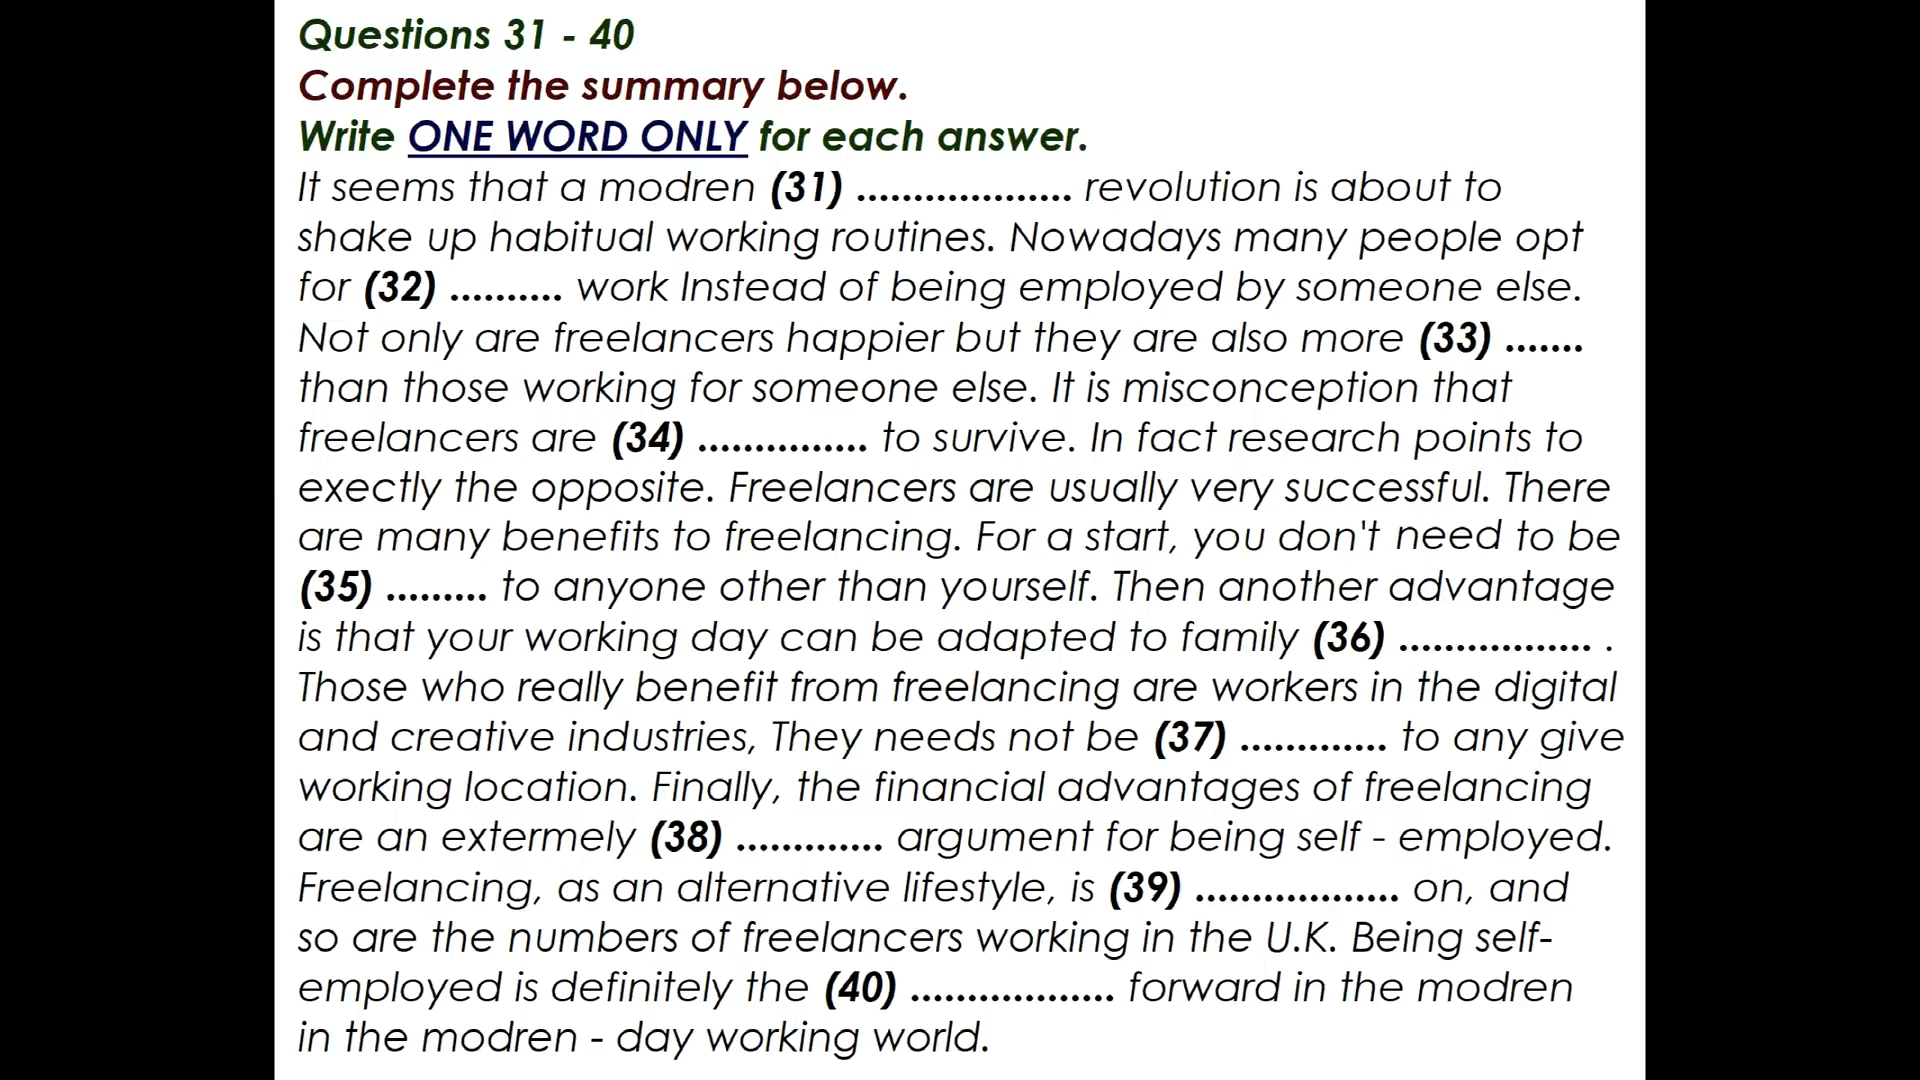 Questions 31 - 40
Complete the summary below.
Write ONE WORD ONLY for each answer.
It seems that a modren (31) ................... revolution is about to
shake up habitual working routines. Nowadays many people opt
for (32) .......... work Instead of being employed by someone else.
Not only are freelancers happier but they are also more (33) .......
than those working for someone else. It is misconception that
freelancers are (34) ............... to survive. In fact research points to
exectly the opposite. Freelancers are usually very successful. There
are many benefits to freelancing. For a start, you don't need to be
(35) ......... to anyone other than yourself. Then another advantage
is that your working day can be adapted to family (36) ................. .
Those who really benefit from freelancing are workers in the digital
and creative industries, They needs not be (37) ............. to any give
working location. Finally, the financial advantages of freelancing
are an extermely (38) ............. argument for being self - employed.
Freelancing, as an alternative lifestyle, is (39) .................. on, and
so are the numbers of freelancers working in the U.K. Being self-
employed is definitely the (40) .................. forward in the modren
in the modren - day working world.